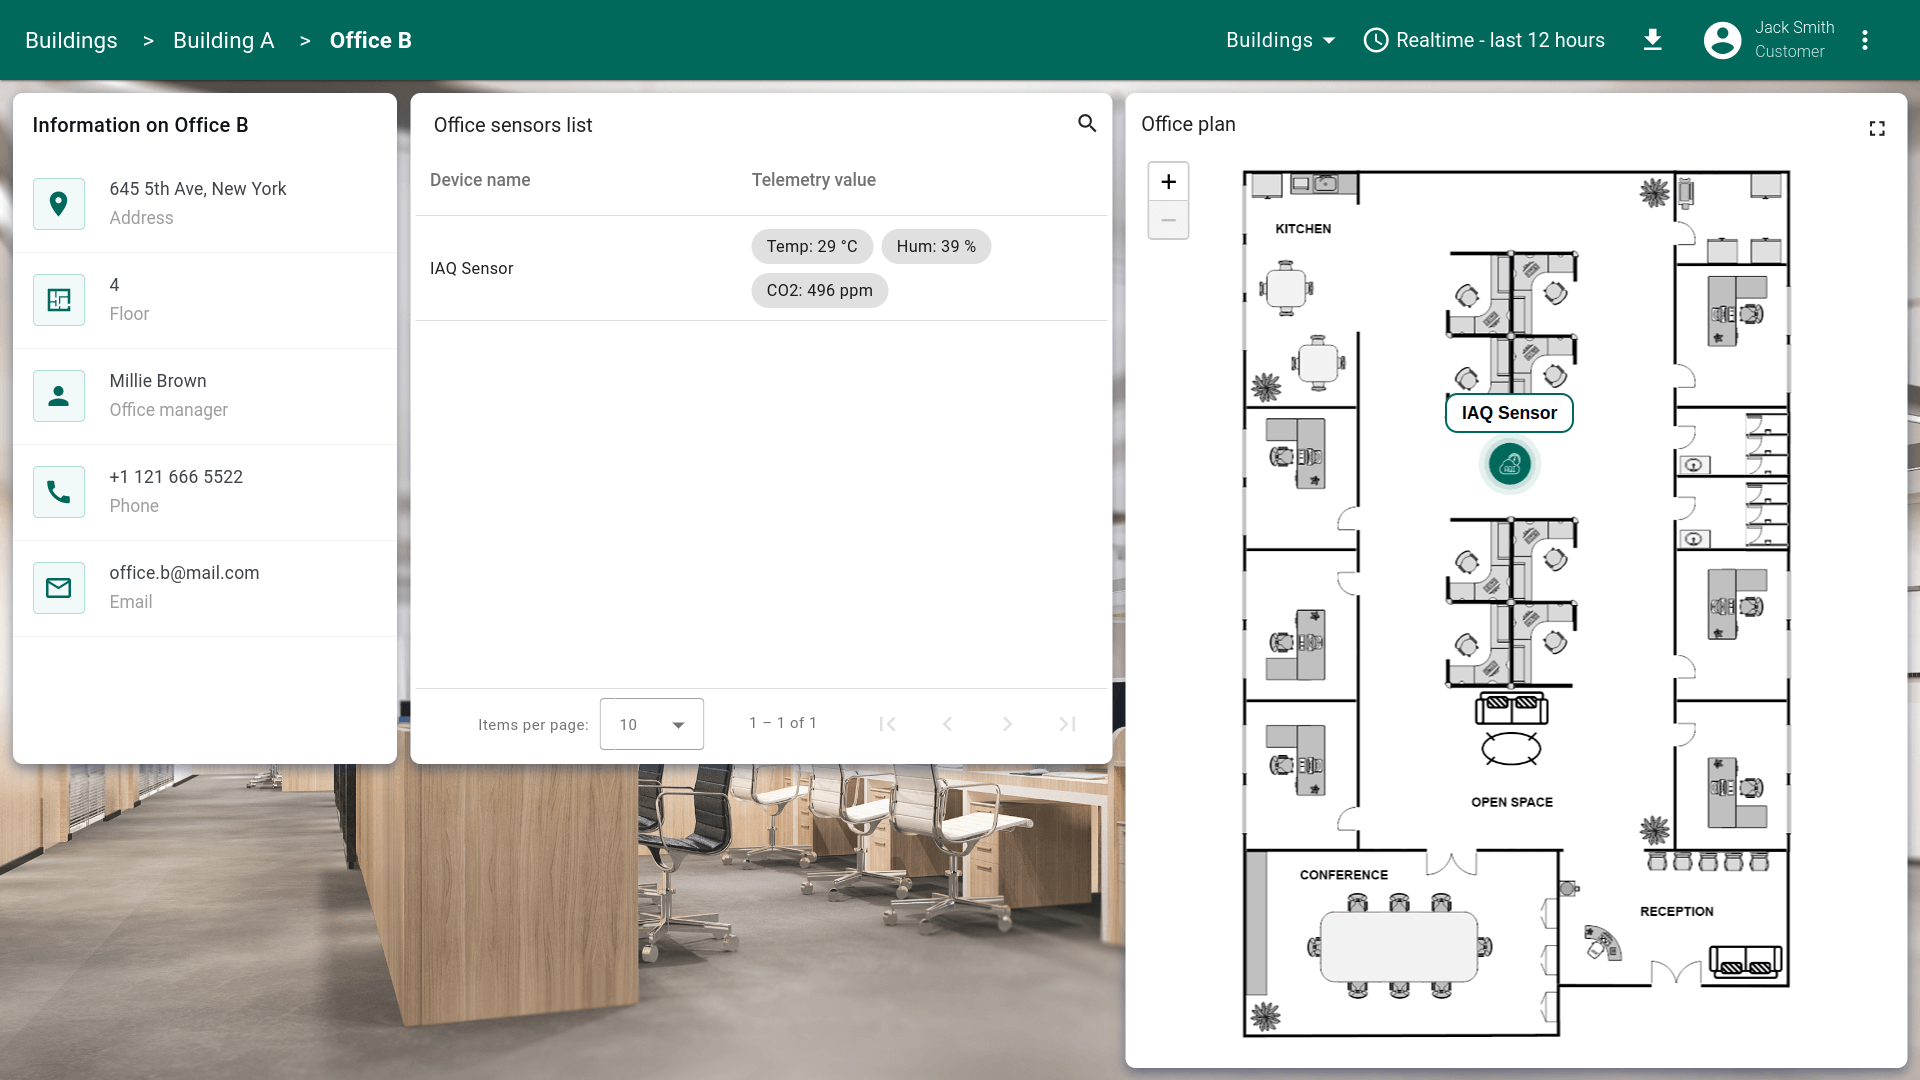 Buildings > Building A > Office B
Buildings
Realtime - last 12 hours
Jack Smith
Customer
Information on Office B
645 5th Ave, New York
Address
4
Floor
Millie Brown
Office manager
+1 121 666 5522
Phone
office.b@mail.com
Email
Office sensors list
Device name Telemetry value
IAQ Sensor
Temp: 29 °C Hum: 39 %
CO2: 496 ppm
Items per page: 10 1 – 1 of 1
Office plan
+
−
KITCHEN
IAQ Sensor
AQI
OPEN SPACE
CONFERENCE
RECEPTION